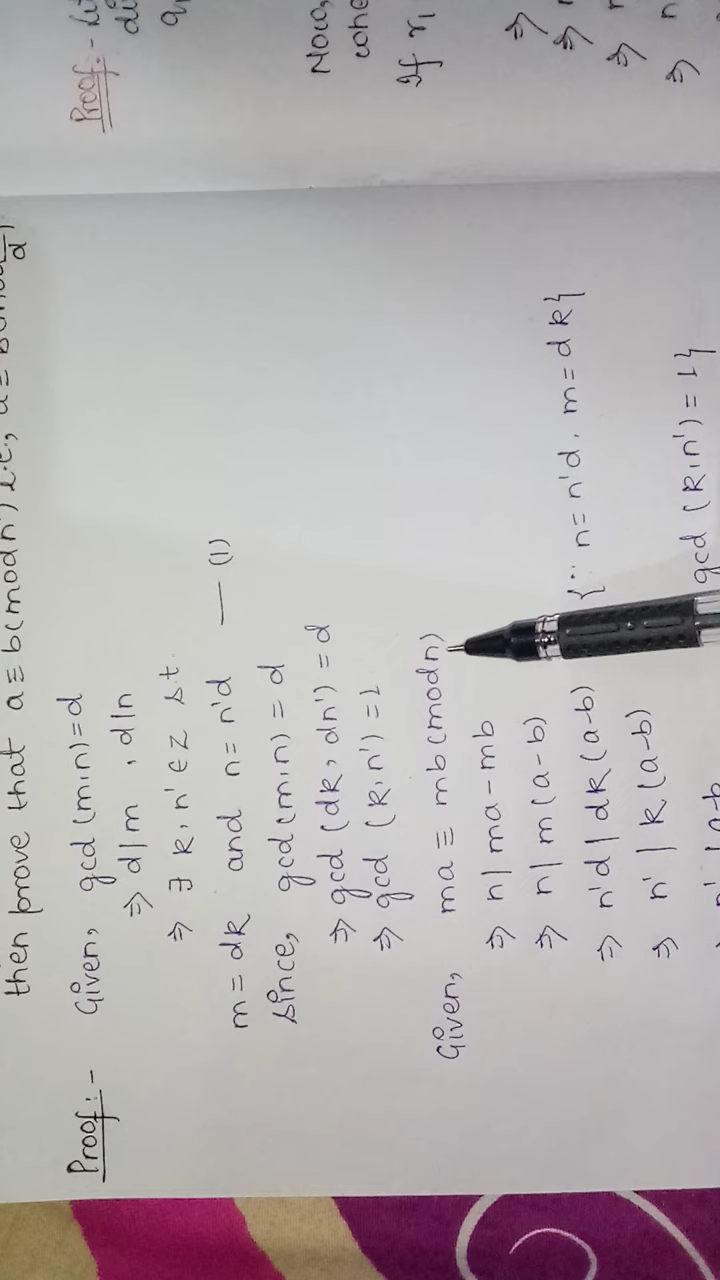 then prove that a ≡ b(mod n') i.e., a ≡
Proof:- Given, gcd (m,n)=d
⇒ d|m , d|n
⇒ ∃ k, n' ∈ Z s.t.
m = dk and n = n'd — (1)
Since, gcd (m,n) = d
⇒ gcd (dk, dn') = d
⇒ gcd (k,n') = 1
Given, ma ≡ mb(mod n)
⇒ n| ma-mb
⇒ n| m(a-b)
⇒ n'd | dk(a-b) {∵ n = n'd, m = dk}
⇒ n' | k(a-b)
gcd (k,n') = 1}
n' | a-b
Proof:-
Now,
If r1
⇒
⇒
⇒
⇒ n